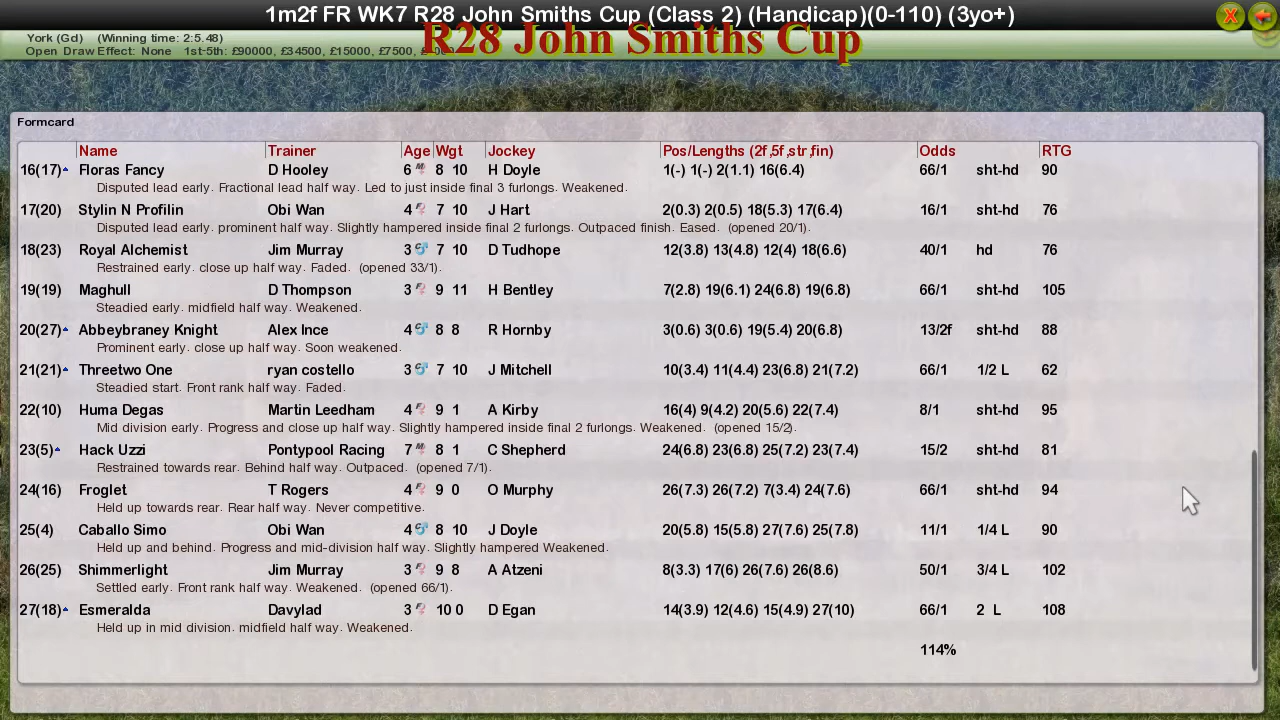 1m2f FR WK7 R28 John Smiths Cup (Class 2) (Handicap)(0-110) (3yo+)
R28 John Smiths Cup
York (Gd) (Winning time: 2:5.48)
Open Draw Effect: None 1st-5th: £90000, £34500, £15000, £7500,
Formcard
Name Trainer Age Wgt Jockey Pos/Lengths (2f,5f,str,fin) Odds RTG
16(17) Floras Fancy D Hooley 6 8 10 H Doyle 1(-) 1(-) 2(1.1) 16(6.4) 66/1 sht-hd 90
Disputed lead early. Fractional lead half way. Led to just inside final 3 furlongs. Weakened.
17(20) Stylin N Profilin Obi Wan 4 7 10 J Hart 2(0.3) 2(0.5) 18(5.3) 17(6.4) 16/1 sht-hd 76
Disputed lead early. prominent half way. Slightly hampered inside final 2 furlongs. Outpaced finish. Eased. (opened 20/1).
18(23) Royal Alchemist Jim Murray 3 7 10 D Tudhope 12(3.8) 13(4.8) 12(4) 18(6.6) 40/1 hd 76
Restrained early. close up half way. Faded. (opened 33/1).
19(19) Maghull D Thompson 3 9 11 H Bentley 7(2.8) 19(6.1) 24(6.8) 19(6.8) 66/1 sht-hd 105
Steadied early. midfield half way. Weakened.
20(27) Abbeybraney Knight Alex Ince 4 8 8 R Hornby 3(0.6) 3(0.6) 19(5.4) 20(6.8) 13/2f sht-hd 88
Prominent early. close up half way. Soon weakened.
21(21) Threetwo One ryan costello 3 7 10 J Mitchell 10(3.4) 11(4.4) 23(6.8) 21(7.2) 66/1 1/2 L 62
Steadied start. Front rank half way. Faded.
22(10) Huma Degas Martin Leedham 4 9 1 A Kirby 16(4) 9(4.2) 20(5.6) 22(7.4) 8/1 sht-hd 95
Mid division early. Progress and close up half way. Slightly hampered inside final 2 furlongs. Weakened. (opened 15/2).
23(5) Hack Uzzi Pontypool Racing 7 8 1 C Shepherd 24(6.8) 23(6.8) 25(7.2) 23(7.4) 15/2 sht-hd 81
Restrained towards rear. Behind half way. Outpaced. (opened 7/1).
24(16) Froglet T Rogers 4 9 0 O Murphy 26(7.3) 26(7.2) 7(3.4) 24(7.6) 66/1 sht-hd 94
Held up towards rear. Rear half way. Never competitive.
25(4) Caballo Simo Obi Wan 4 8 10 J Doyle 20(5.8) 15(5.8) 27(7.6) 25(7.8) 11/1 1/4 L 90
Held up and behind. Progress and mid-division half way. Slightly hampered Weakened.
26(25) Shimmerlight Jim Murray 3 9 8 A Atzeni 8(3.3) 17(6) 26(7.6) 26(8.6) 50/1 3/4 L 102
Settled early. Front rank half way. Weakened. (opened 66/1).
27(18) Esmeralda Davylad 3 10 0 D Egan 14(3.9) 12(4.6) 15(4.9) 27(10) 66/1 2 L 108
Held up in mid division. midfield half way. Weakened.
114%